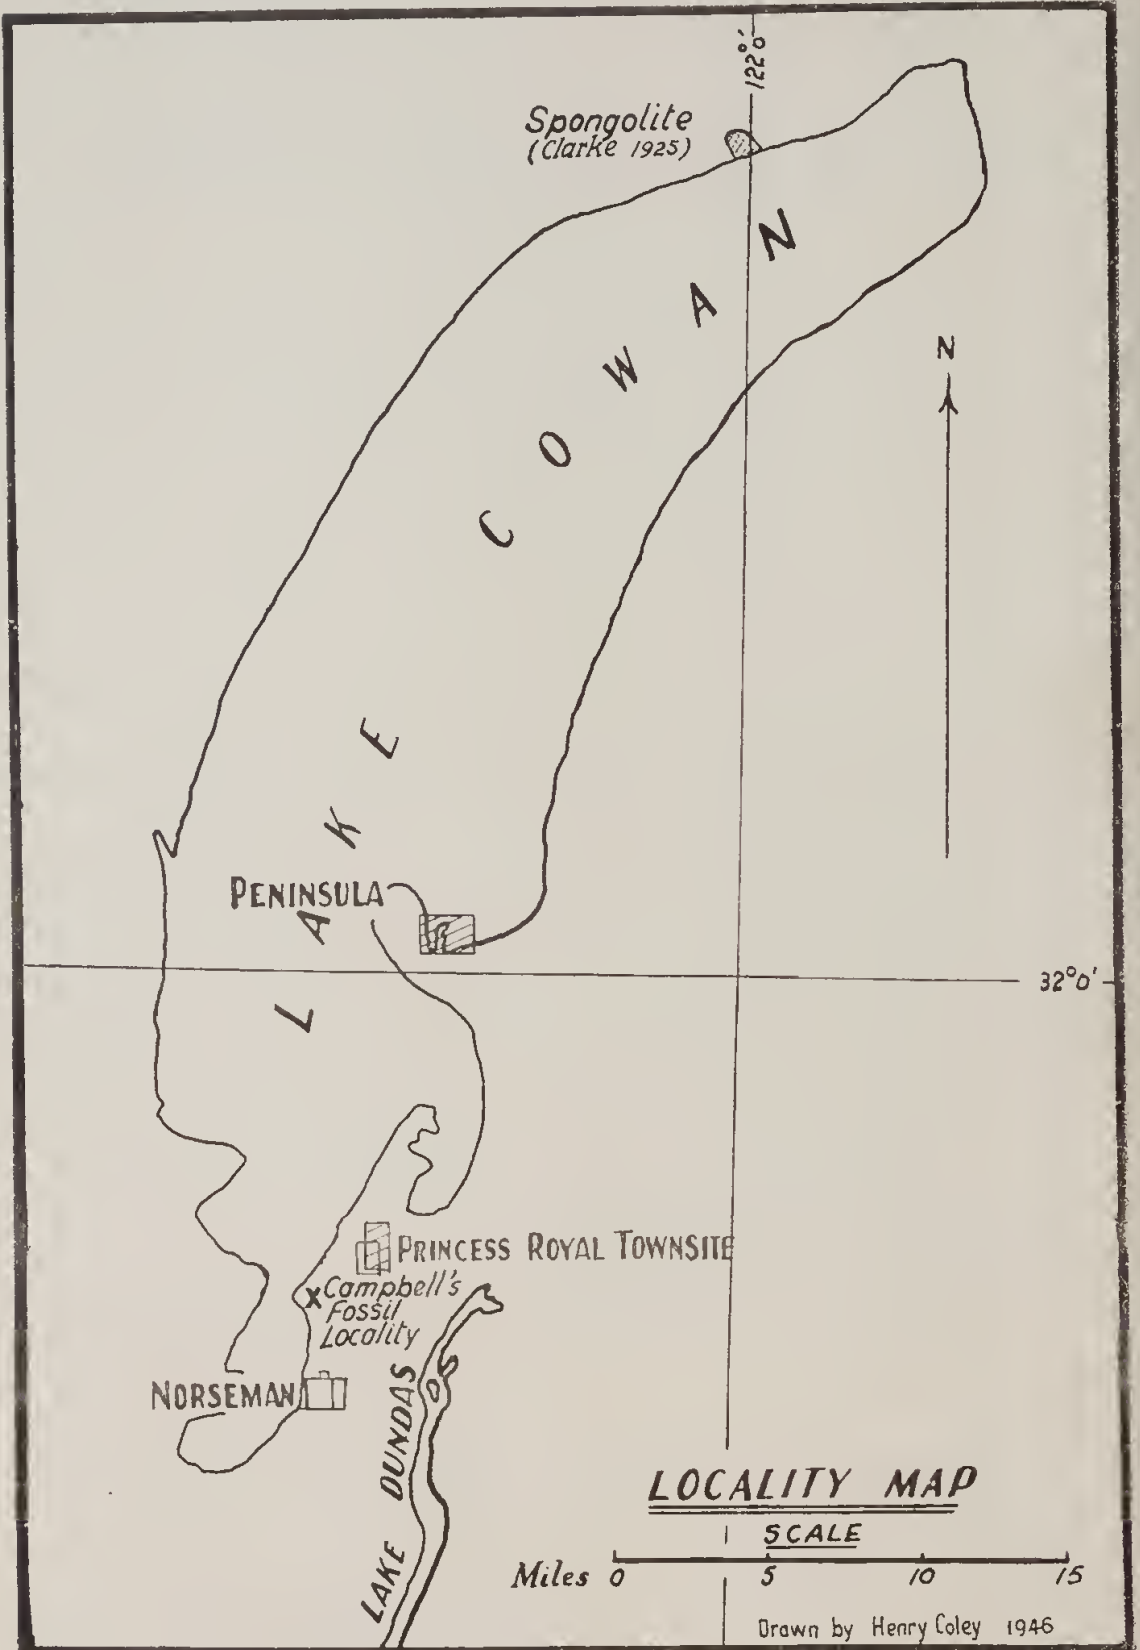 122°0'
Spongolite
(Clarke 1925)
LAKE COWAN
N
PENINSULA
32°0'
PRINCESS ROYAL TOWNSITE
Campbell's
Fossil
Locality
NORSEMAN
LAKE DUNDAS
LOCALITY MAP
SCALE
Miles 0 5 10 15
Drawn by Henry Coley 1946